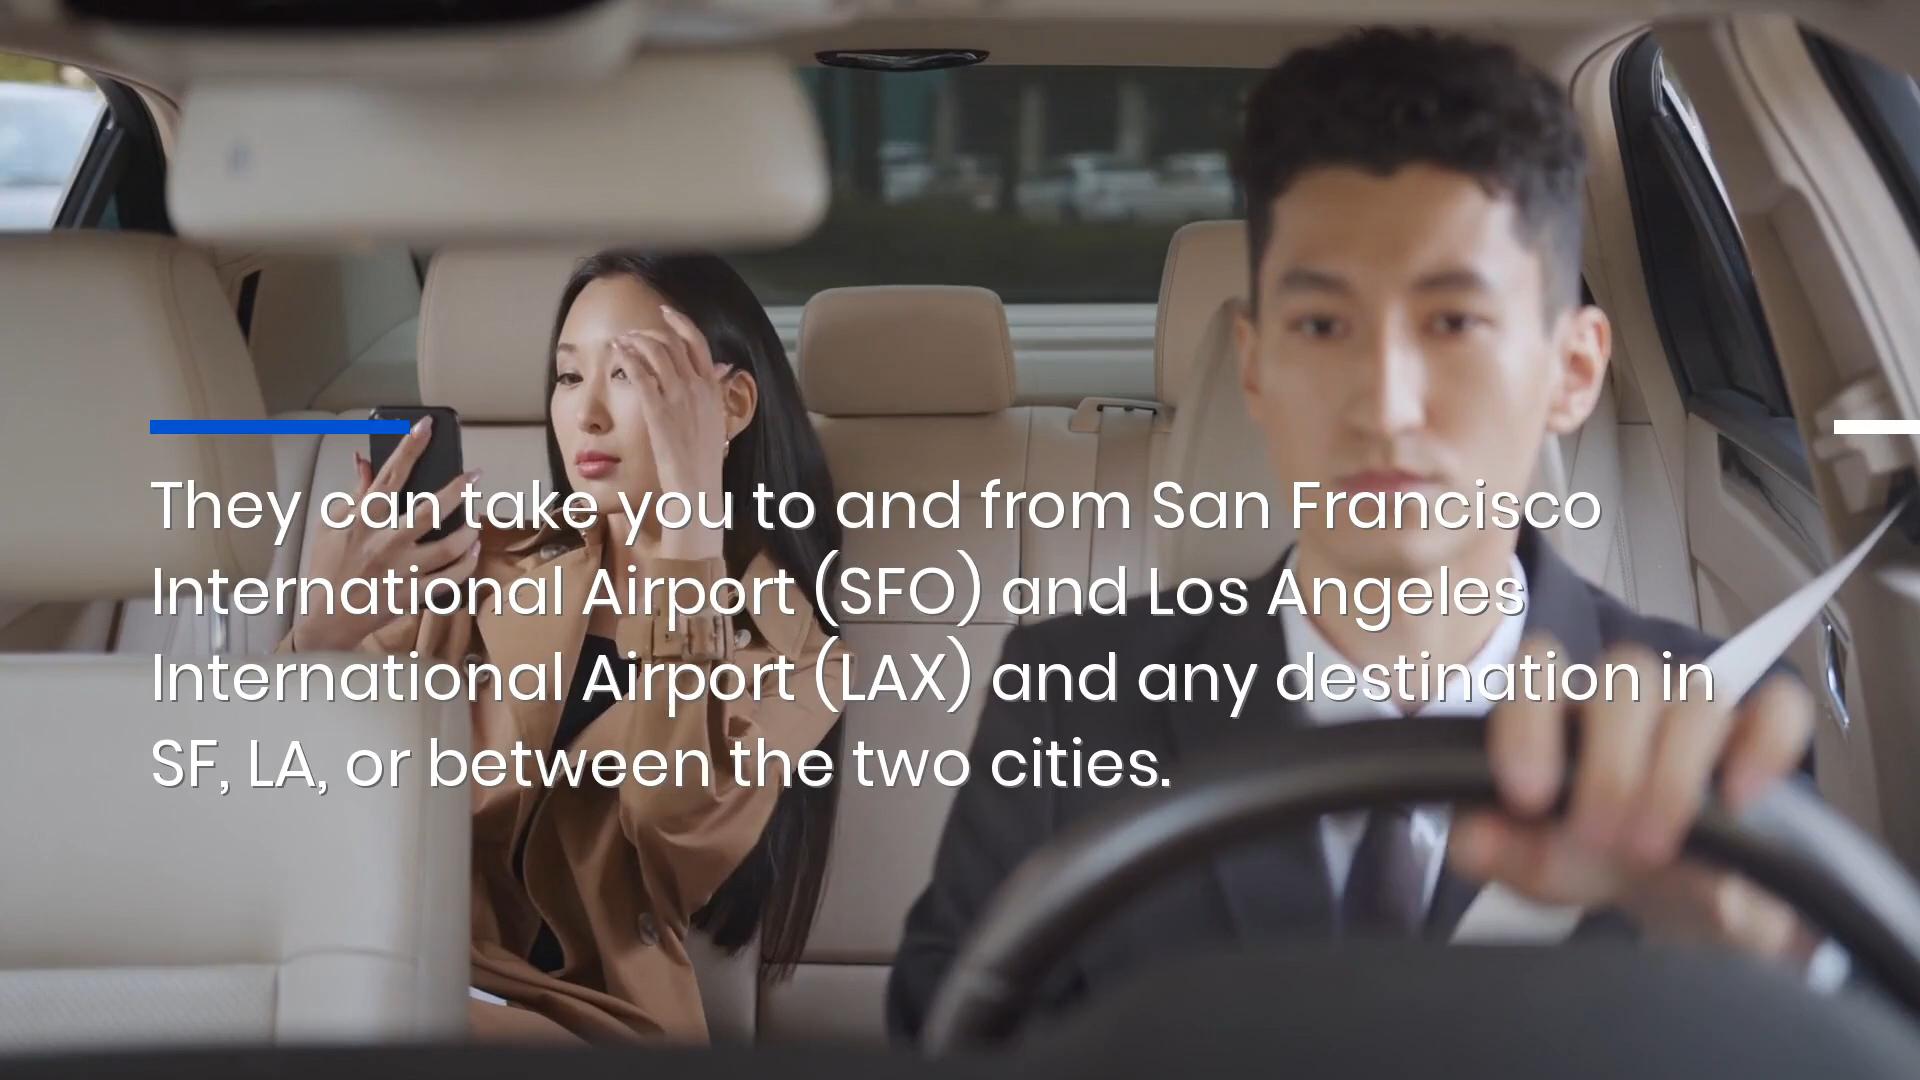 They can take you to and from San Francisco
International Airport (SFO) and Los Angeles
International Airport (LAX) and any destination in
SF, LA, or between the two cities.